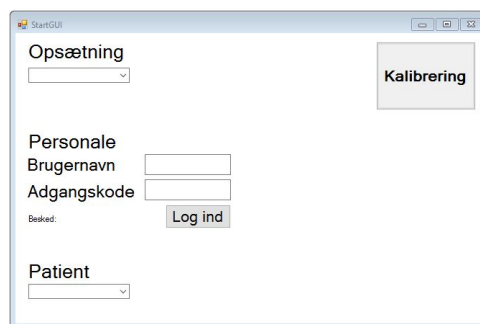 StartGUI
Opsætning
Kalibrering
Personale
Brugernavn
Adgangskode
Besked:
Log ind
Patient